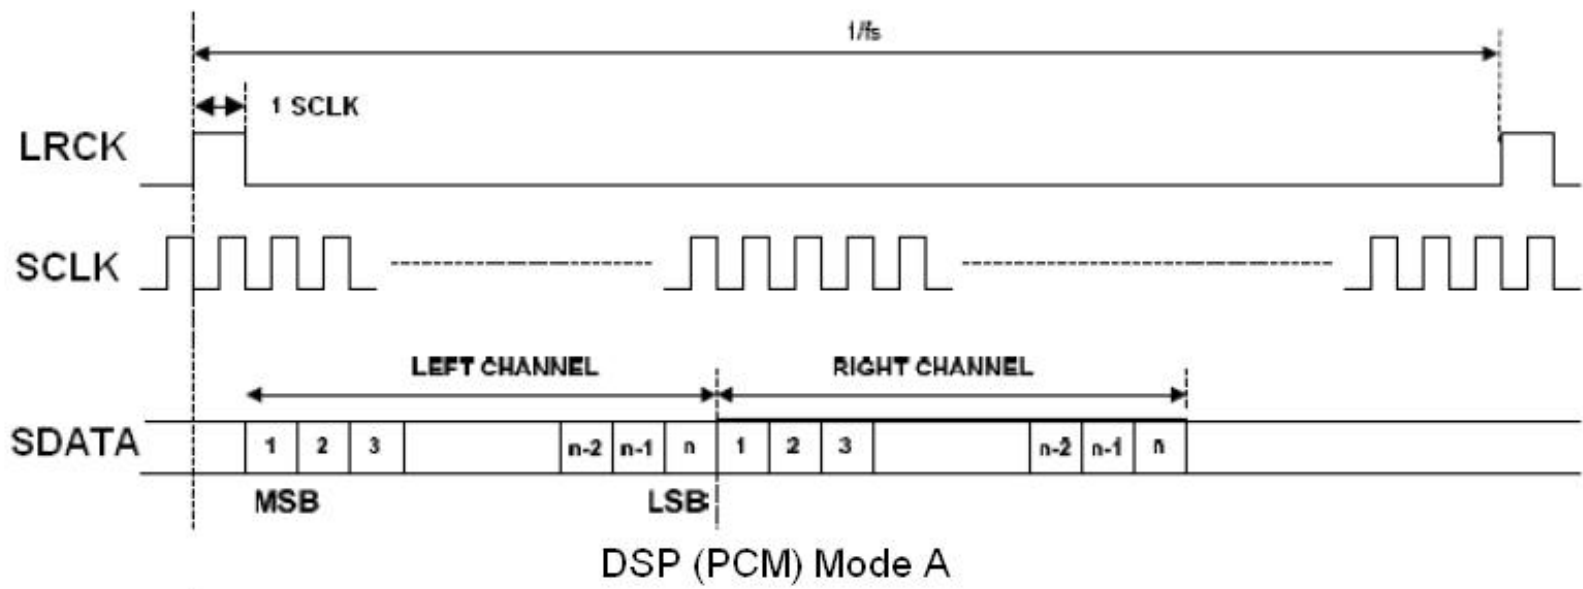 1/fs
1 SCLK
LRCK
SCLK
LEFT CHANNEL RIGHT CHANNEL
SDATA 1 2 3 n-2 n-1 n 1 2 3 n-2 n-1 n
MSB LSB
DSP (PCM) Mode A